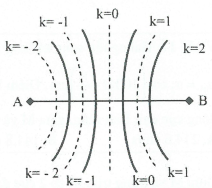 k=0
k= -1 k=1
k= - 2 k=2
A B
k= - 2 k=1
k= -1 k=0